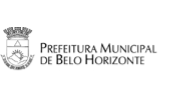 PREFEITURA MUNICIPAL
DE BELO HORIZONTE